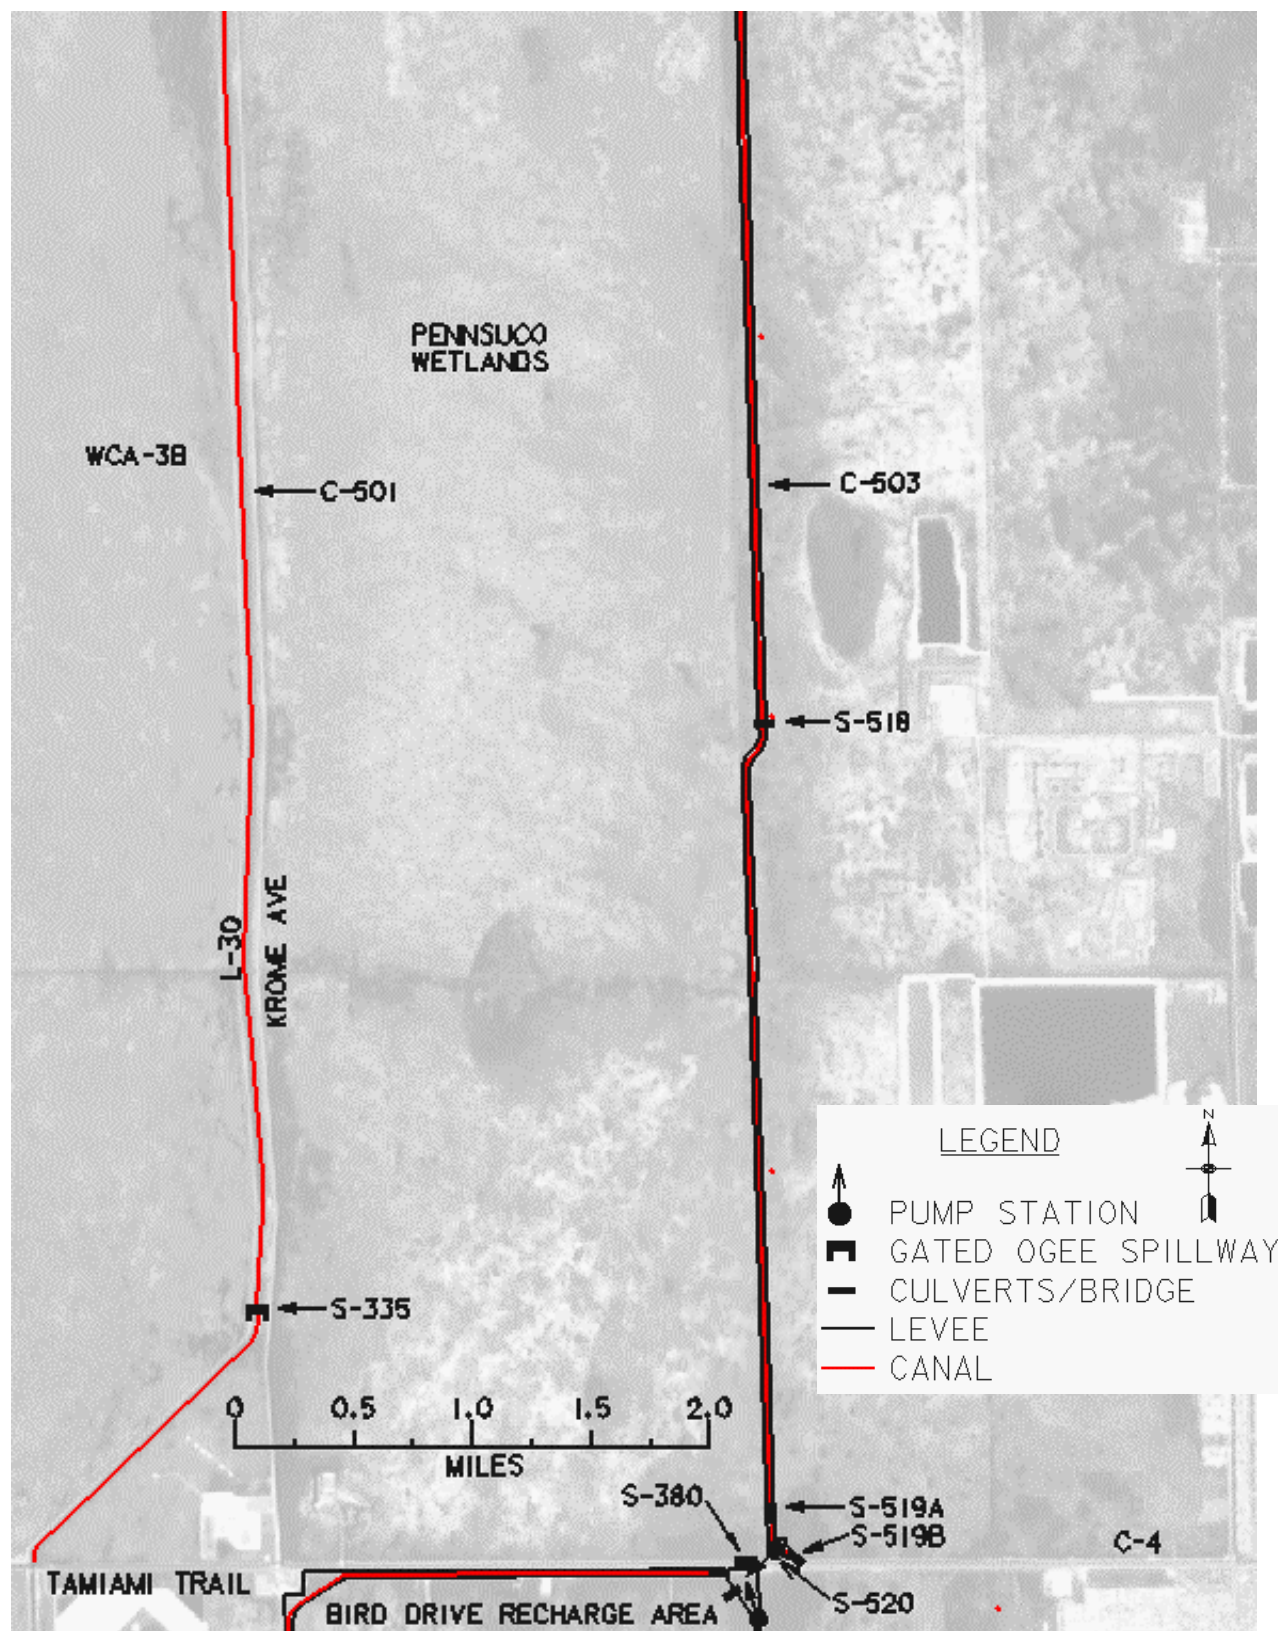 PENNSUCO
WETLANDS
WCA-3B
C-501
C-503
S-518
L-30
KROME AVE
LEGEND
N
PUMP STATION
GATED OGEE SPILLWAY
CULVERTS/BRIDGE
LEVEE
CANAL
S-335
0 0.5 1.0 1.5 2.0
MILES
S-380
S-519A
S-519B
C-4
TAMIAMI TRAIL
S-520
BIRD DRIVE RECHARGE AREA